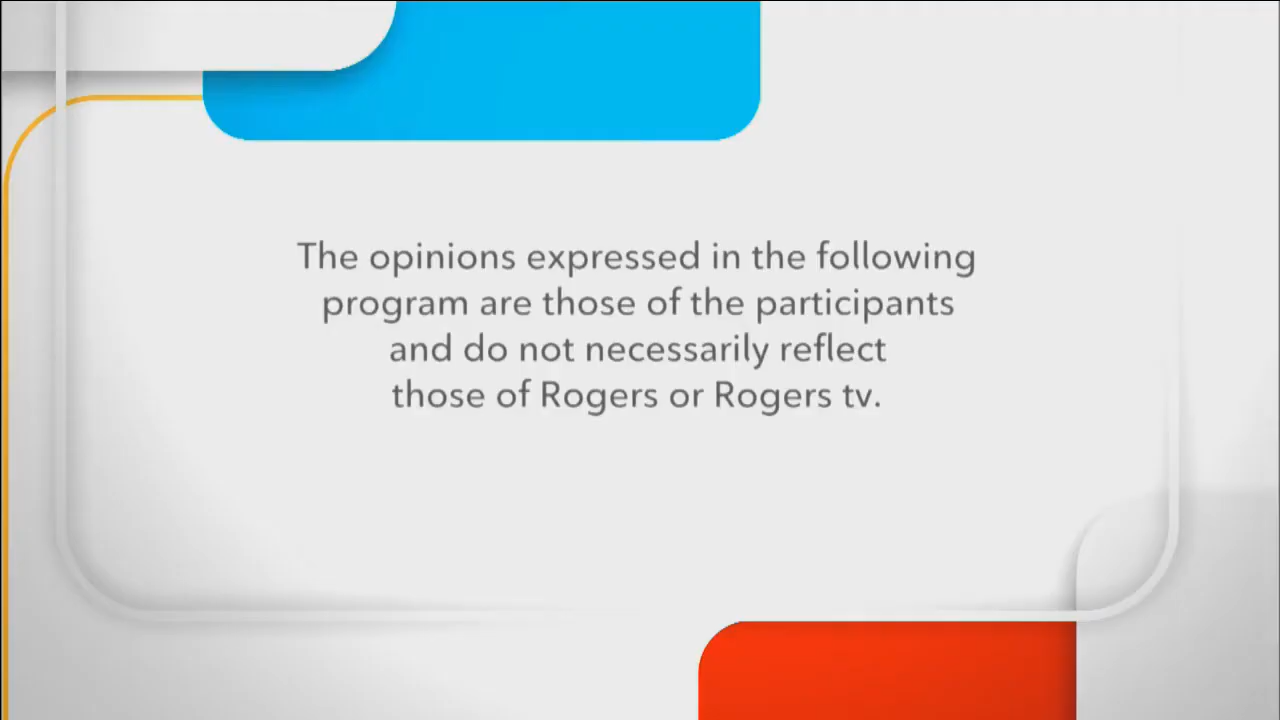 The opinions expressed in the following
program are those of the participants
and do not necessarily reflect
those of Rogers or Rogers tv.